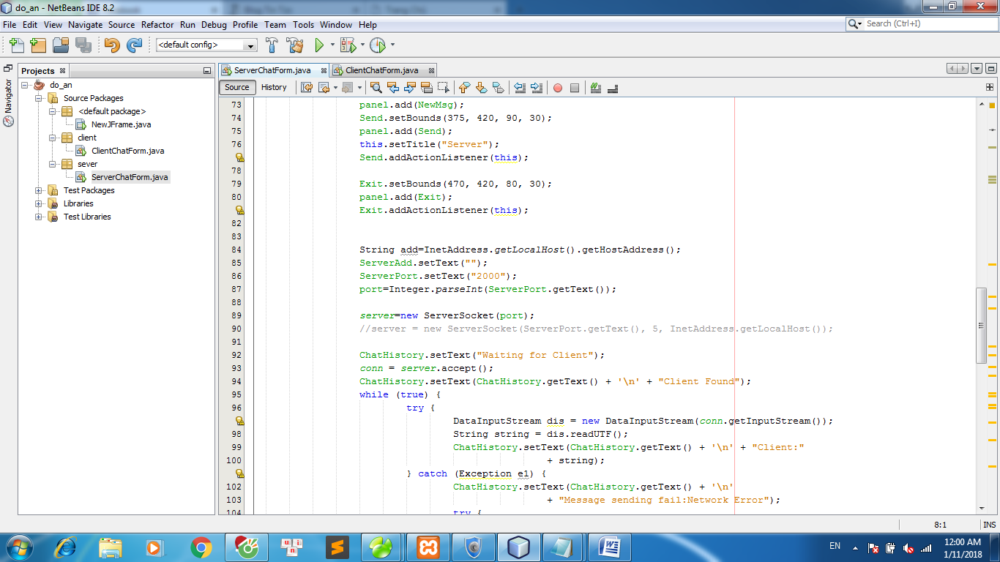 do_an - NetBeans IDE 8.2
File Edit View Navigate Source Refactor Run Debug Profile Team Tools Window Help
Search (Ctrl+I)
<default config>
Projects
ServerChatForm.java
ClientChatForm.java
Navigator
Source History
do_an
Source Packages
<default package>
NewJFrame.java
client
ClientChatForm.java
sever
ServerChatForm.java
Test Packages
Libraries
Test Libraries
73 panel.add(NewMsg);
74 Send.setBounds(375, 420, 90, 30);
75 panel.add(Send);
76 this.setTitle("Server");
Send.addActionListener(this);
78
79 Exit.setBounds(470, 420, 80, 30);
80 panel.add(Exit);
Exit.addActionListener(this);
82
83
84 String add=InetAddress.getLocalHost().getHostAddress();
85 ServerAdd.setText("");
86 ServerPort.setText("2000");
87 port=Integer.parseInt(ServerPort.getText());
88
89 server=new ServerSocket(port);
90 //server = new ServerSocket(ServerPort.getText(), 5, InetAddress.getLocalHost());
91
92 ChatHistory.setText("Waiting for Client");
93 conn = server.accept();
94 ChatHistory.setText(ChatHistory.getText() + '\n' + "Client Found");
95 while (true) {
96 try {
DataInputStream dis = new DataInputStream(conn.getInputStream());
98 String string = dis.readUTF();
99 ChatHistory.setText(ChatHistory.getText() + '\n' + "Client:"
100 + string);
} catch (Exception e1) {
102 ChatHistory.setText(ChatHistory.getText() + '\n'
103 + "Message sending fail:Network Error");
104 try {
8:1 INS
EN
12:00 AM
1/11/2018